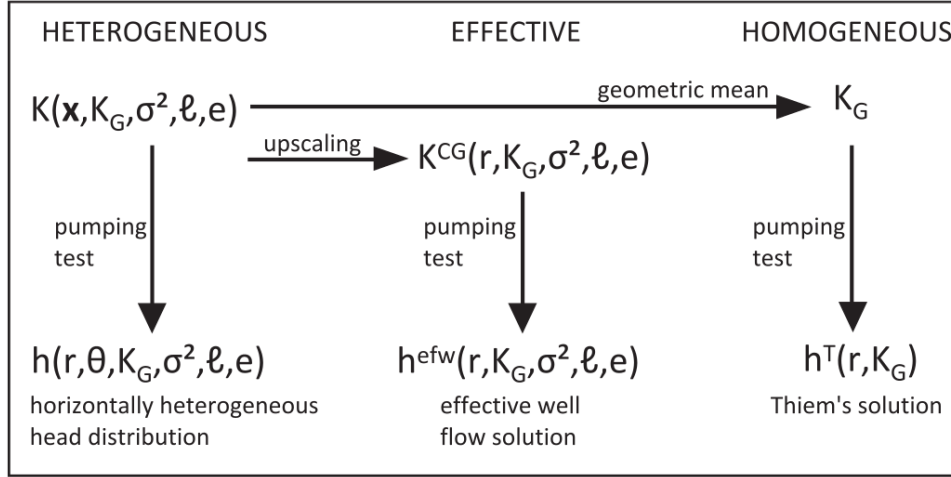 HETEROGENEOUS EFFECTIVE HOMOGENEOUS
K(x,K_G,σ²,ℓ,e) geometric mean K_G
upscaling K^CG(r,K_G,σ²,ℓ,e)
pumping pumping pumping
test test test
h(r,θ,K_G,σ²,ℓ,e) h^efw(r,K_G,σ²,ℓ,e) h^T(r,K_G)
horizontally heterogeneous effective well Thiem's solution
head distribution flow solution